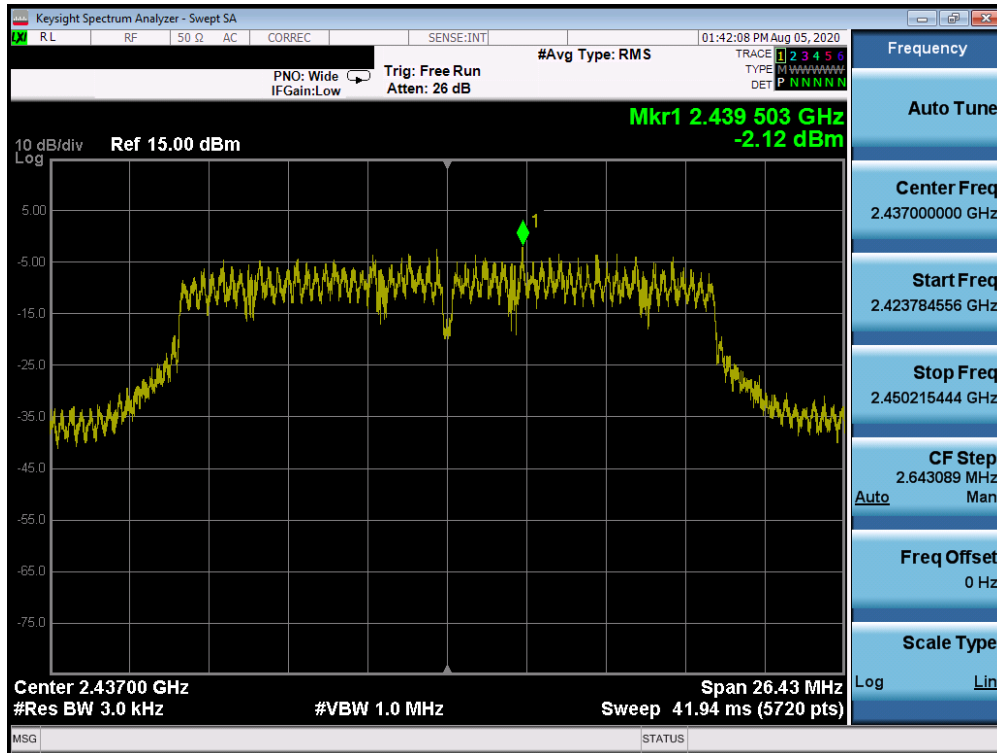 Keysight Spectrum Analyzer - Swept SA
LXI RL RF 50 Ω AC CORREC SENSE:INT 01:42:08 PM Aug 05, 2020
#Avg Type: RMS TRACE 1 2 3 4 5 6
PNO: Wide Trig: Free Run TYPE M W W W W W
IFGain:Low Atten: 26 dB DET P N N N N N
Mkr1 2.439 503 GHz
-2.12 dBm
10 dB/div Ref 15.00 dBm
Log
1
5.00
-5.00
-15.0
-25.0
-35.0
-45.0
-55.0
-65.0
-75.0
Center 2.43700 GHz Span 26.43 MHz
#Res BW 3.0 kHz #VBW 1.0 MHz Sweep 41.94 ms (5720 pts)
MSG STATUS
Frequency
Auto Tune
Center Freq
2.437000000 GHz
Start Freq
2.423784556 GHz
Stop Freq
2.450215444 GHz
CF Step
2.643089 MHz
Auto Man
Freq Offset
0 Hz
Scale Type
Log Lin